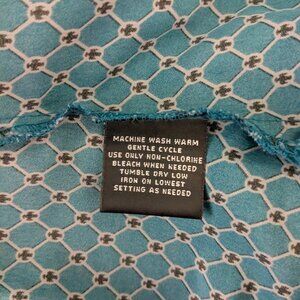 MACHINE WASH WARM
GENTLE CYCLE
USE ONLY NON-CHLORINE
BLEACH WHEN NEEDED
TUMBLE DRY LOW
IRON ON LOWEST
SETTING AS NEEDED